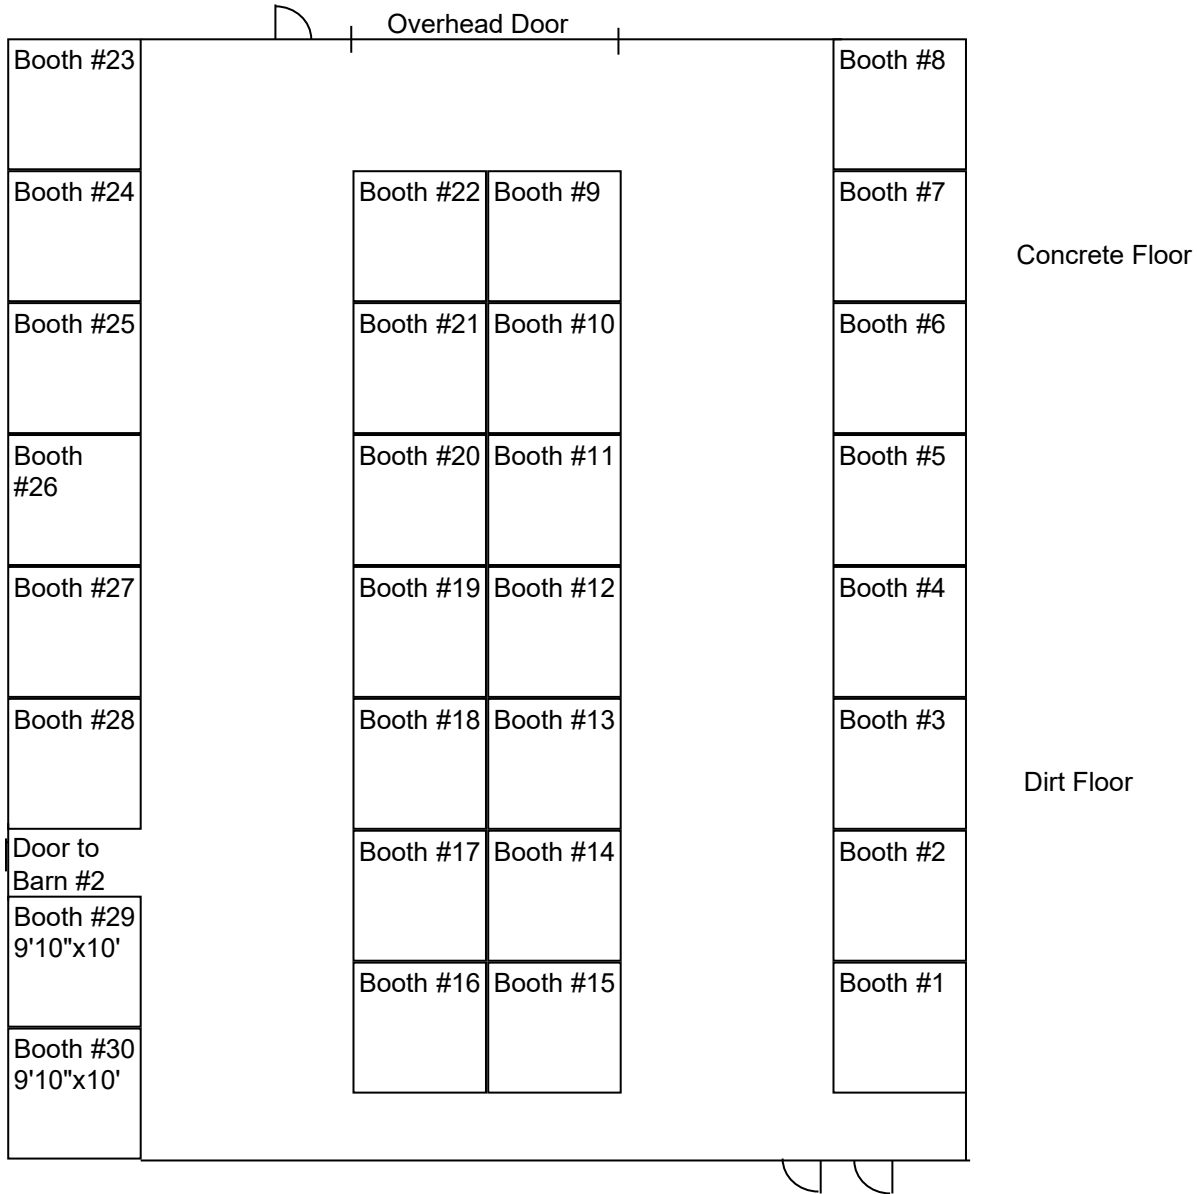 Overhead Door
Booth #23
Booth #8
Booth #24
Booth #22
Booth #9
Booth #7
Concrete Floor
Booth #25
Booth #21
Booth #10
Booth #6
Booth
#26
Booth #20
Booth #11
Booth #5
Booth #27
Booth #19
Booth #12
Booth #4
Booth #28
Booth #18
Booth #13
Booth #3
Dirt Floor
Door to
Barn #2
Booth #17
Booth #14
Booth #2
Booth #29
9'10"x10'
Booth #16
Booth #15
Booth #1
Booth #30
9'10"x10'